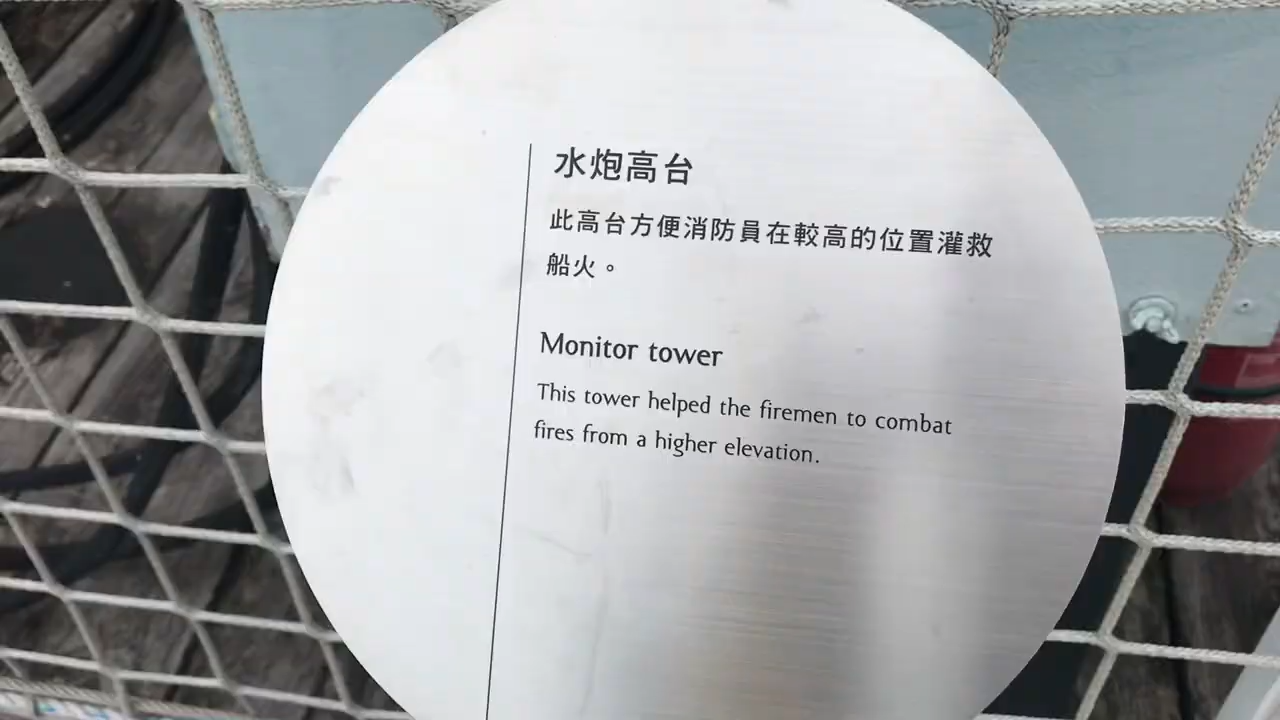 水炮高台
此高台方便消防員在較高的位置灌救
船火。
Monitor tower
This tower helped the firemen to combat
fires from a higher elevation.